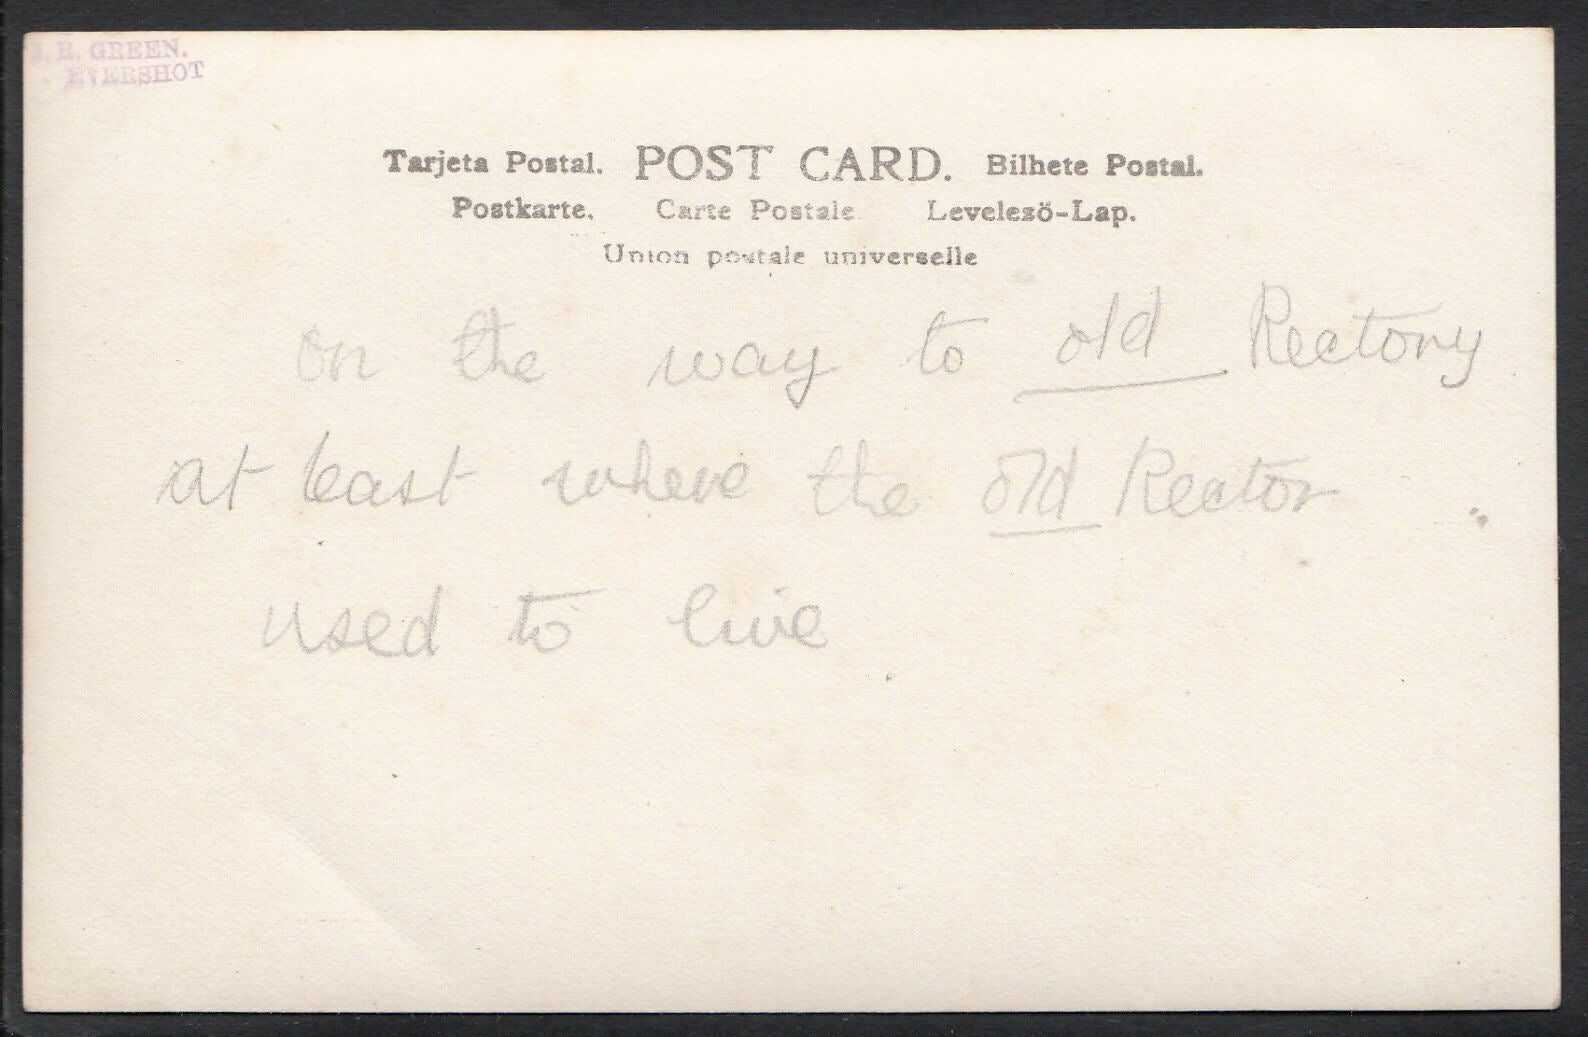 . H. GREEN.
EVERSHOT
Tarjeta Postal. POST CARD. Bilhete Postal.
Postkarte. Carte Postale. Levelezö-Lap.
Union postale universelle
on the way to old Rectory
at least where the old Rector
used to live